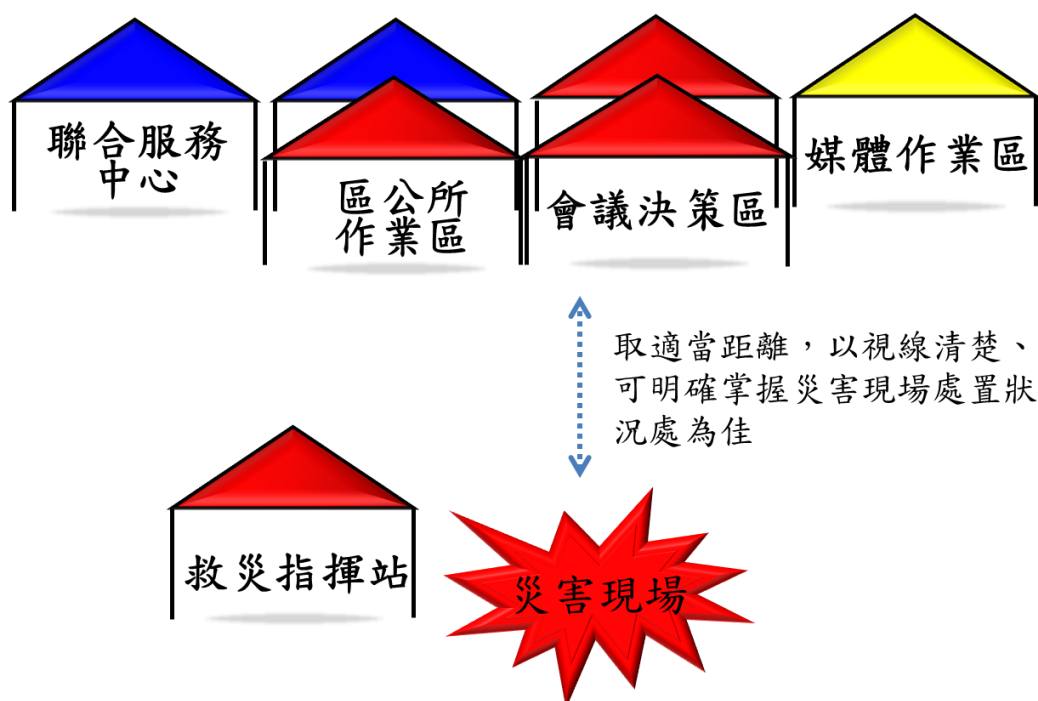 聯合服務
中心
區公所
作業區
會議決策區
媒體作業區
取適當距離，以視線清楚、
可明確掌握災害現場處置狀
況處為佳
救災指揮站
災害現場